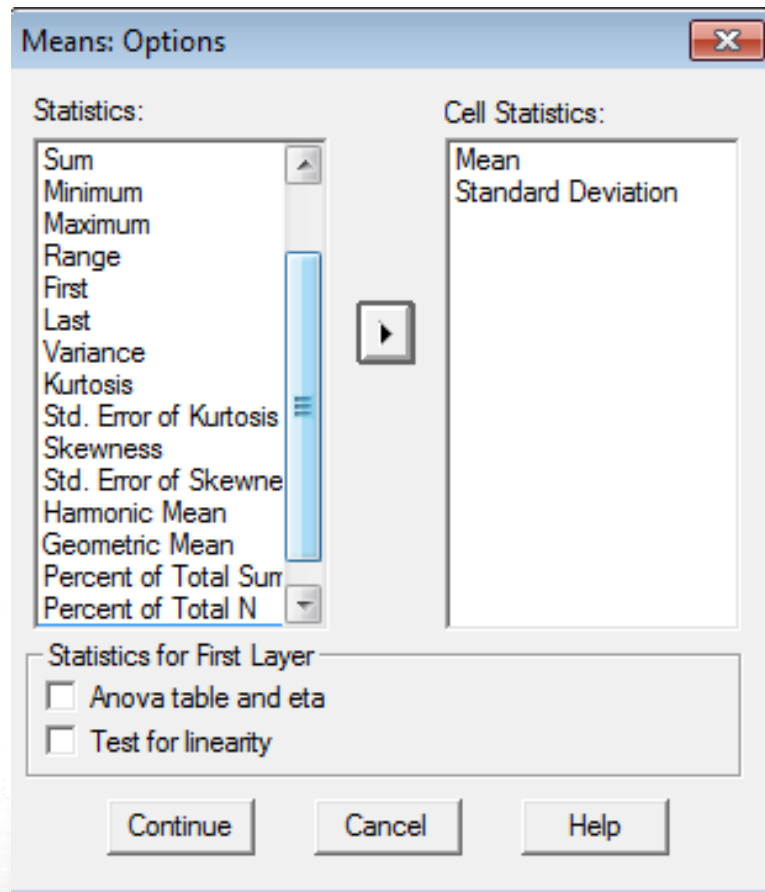 Means: Options
Statistics:
Sum
Minimum
Maximum
Range
First
Last
Variance
Kurtosis
Std. Error of Kurtosis
Skewness
Std. Error of Skewne
Harmonic Mean
Geometric Mean
Percent of Total Sum
Percent of Total N
Cell Statistics:
Mean
Standard Deviation
Statistics for First Layer
Anova table and eta
Test for linearity
Continue Cancel Help